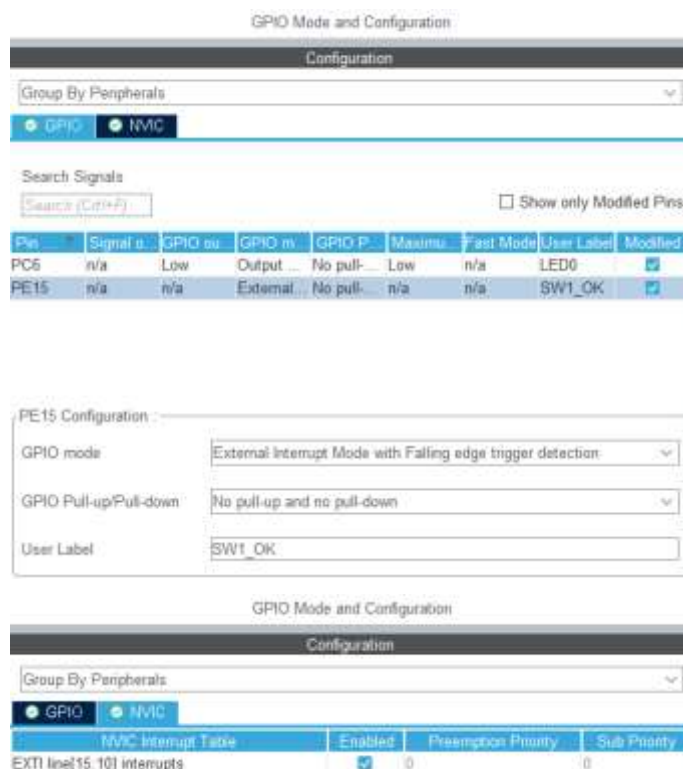 GPIO Mode and Configuration
Configuration
Group By Peripherals
GPIO NVIC
Search Signals
Search (Ctrl+F) Show only Modified Pins
Pin Signal o... GPIO ou... GPIO m... GPIO P... Maximu... Fast Mode User Label Modified
PC6 n/a Low Output ... No pull-... Low n/a LED0
PE15 n/a n/a External... No pull-... n/a n/a SW1_OK
PE15 Configuration :
GPIO mode External Interrupt Mode with Falling edge trigger detection
GPIO Pull-up/Pull-down No pull-up and no pull-down
User Label SW1_OK
GPIO Mode and Configuration
Configuration
Group By Peripherals
GPIO NVIC
NVIC Interrupt Table Enabled Preemption Priority Sub Priority
EXTI line[15:10] interrupts 0 0